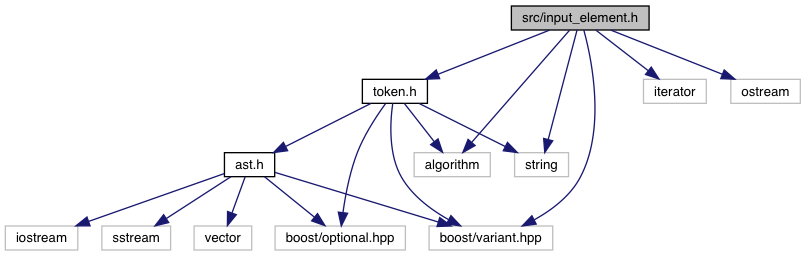 src/input_element.h
token.h
iterator
ostream
ast.h
algorithm
string
iostream
sstream
vector
boost/optional.hpp
boost/variant.hpp